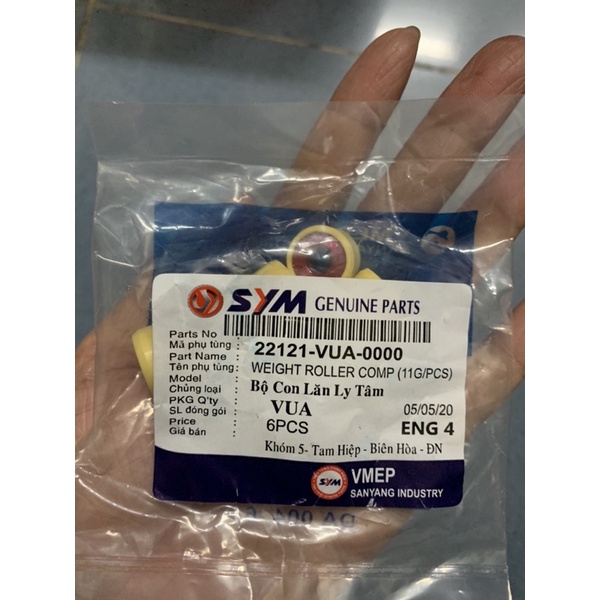 SYM GENUINE PARTS
Parts No
Mã phụ tùng : 22121-VUA-0000
Part Name :
Tên phụ tùng: WEIGHT ROLLER COMP (11G/PCS)
Model :
Chủng loại : Bộ Con Lăn Ly Tâm
PKG Q'ty : VUA 05/05/20
SL đóng gói :
Price : 6PCS ENG 4
Giá bán :
Khóm 5- Tam Hiệp - Biên Hòa - ĐN
SYM
VMEP
SANYANG INDUSTRY